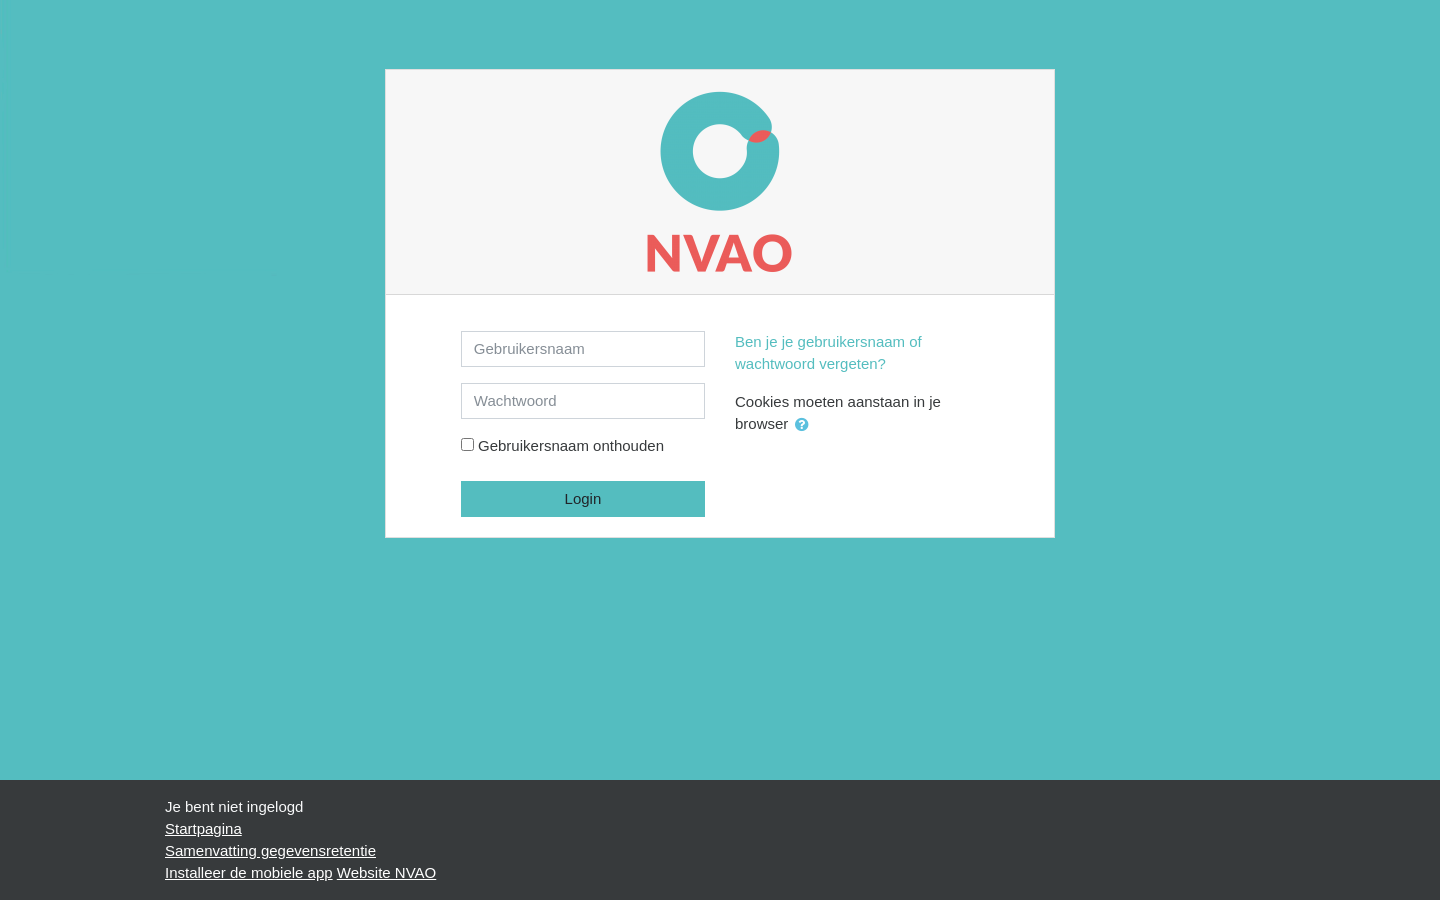 NVAO
Gebruikersnaam
Wachtwoord
Gebruikersnaam onthouden
Login
Ben je je gebruikersnaam of
wachtwoord vergeten?
Cookies moeten aanstaan in je
browser
Je bent niet ingelogd
Startpagina
Samenvatting gegevensretentie
Installeer de mobiele app Website NVAO